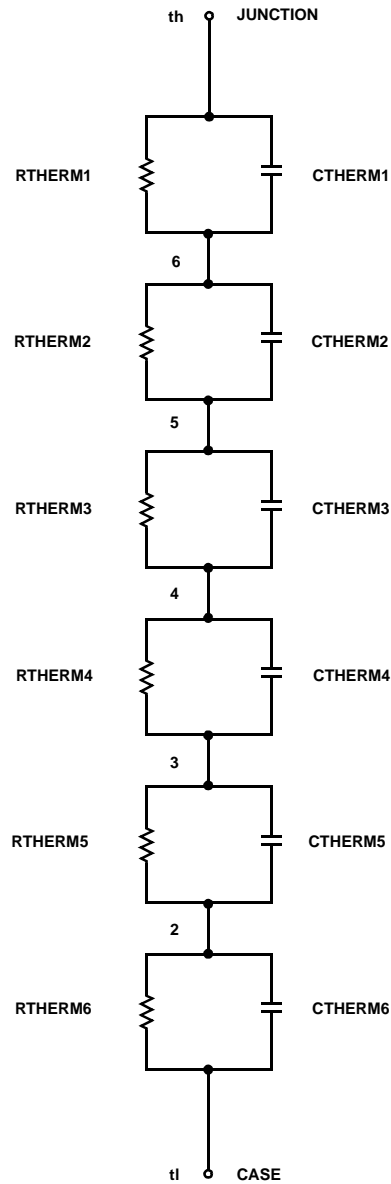 th JUNCTION
RTHERM1 CTHERM1
6
RTHERM2 CTHERM2
5
RTHERM3 CTHERM3
4
RTHERM4 CTHERM4
3
RTHERM5 CTHERM5
2
RTHERM6 CTHERM6
tl CASE